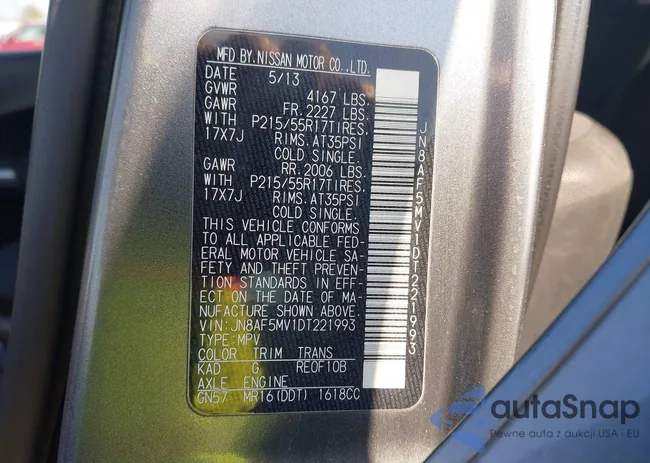 MFD BY.NISSAN MOTOR CO.,LTD.
DATE 5/13
GVWR 4167 LBS.
GAWR FR.2227 LBS.
WITH P215/55R17TIRES,
17X7J RIMS.AT35PSI
COLD SINGLE.
GAWR RR.2006 LBS.
WITH P215/55R17TIRES,
17X7J RIMS.AT35PSI
COLD SINGLE.
THIS VEHICLE CONFORMS
TO ALL APPLICABLE FED-
ERAL MOTOR VEHICLE SA-
FETY AND THEFT PREVEN-
TION STANDARDS IN EFF-
ECT ON THE DATE OF MA-
NUFACTURE SHOWN ABOVE.
VIN:JN8AF5MV1DT221993
TYPE:MPV
COLOR TRIM TRANS
KAD G RE0F10B
AXLE ENGINE
GN57 MR16(DDT) 1618CC
JN8AF5MV1DT221993
autaSnap
Pewne auta z aukcji USA i EU